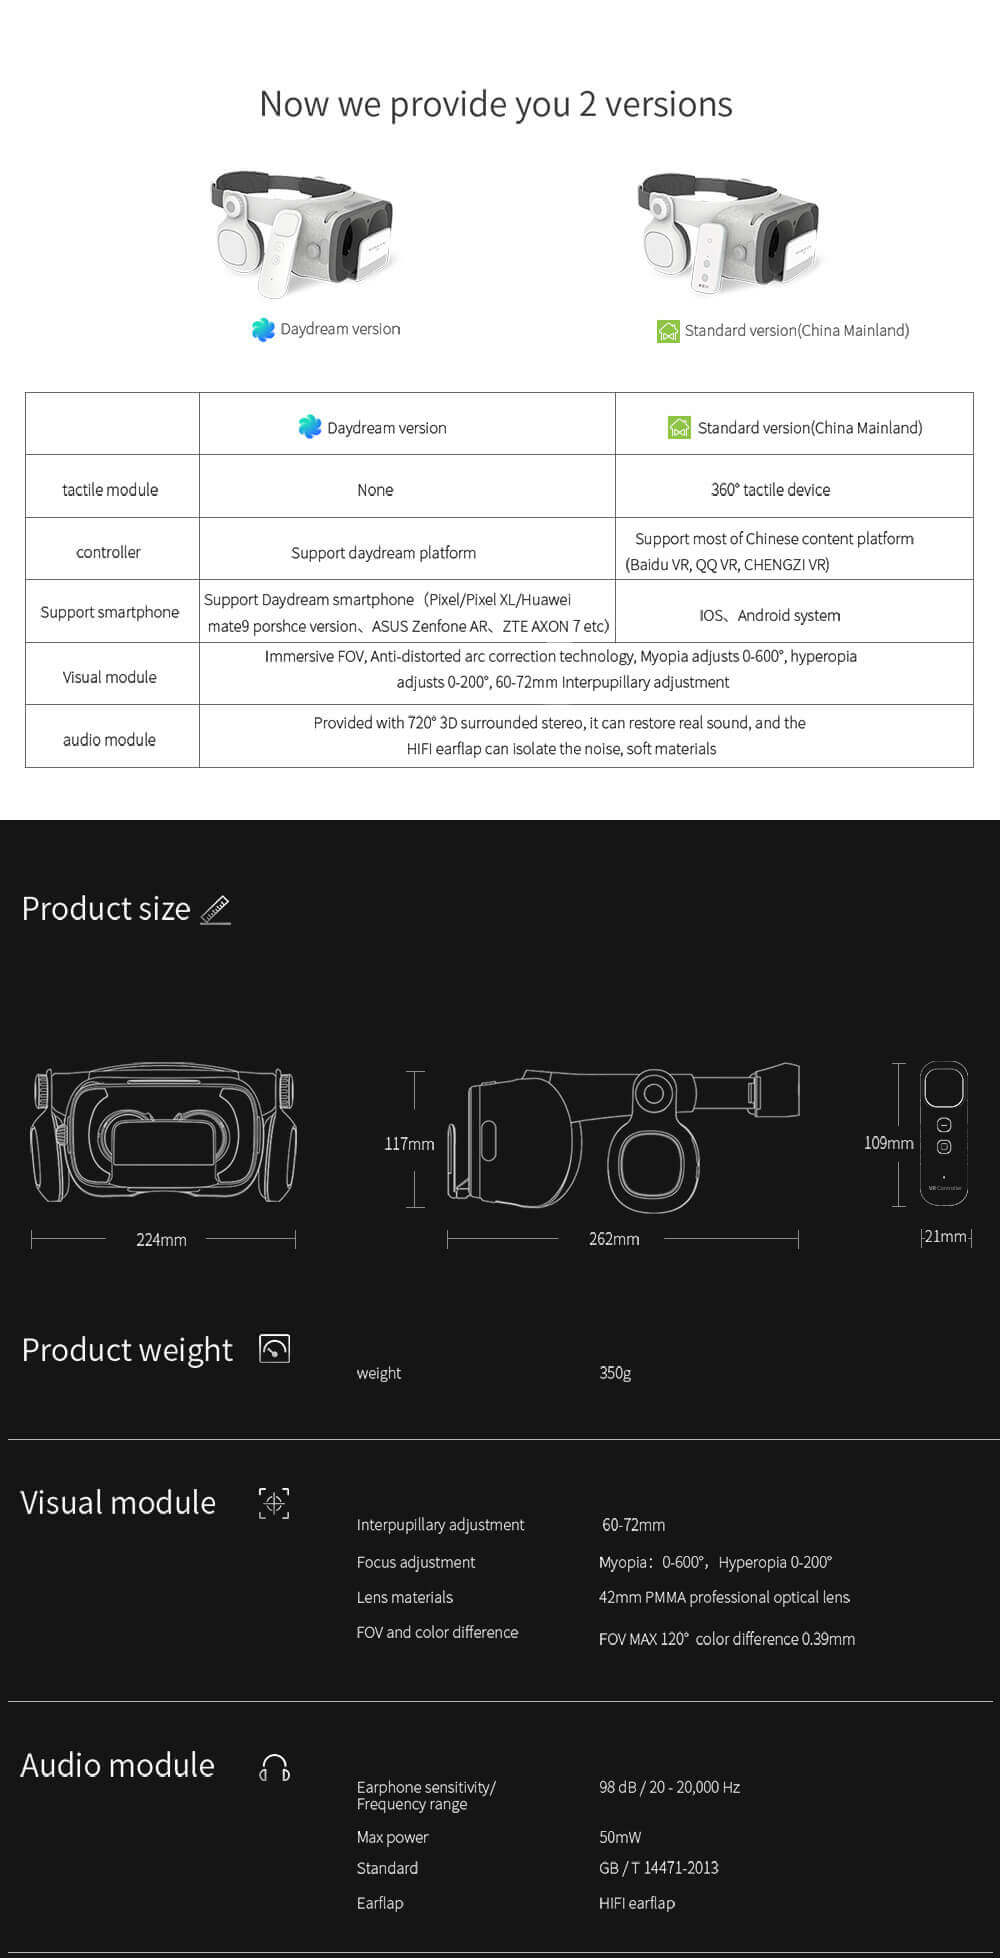 Now we provide you 2 versions
Daydream version
Standard version(China Mainland)
Daydream version
Standard version(China Mainland)
tactile module
None
360° tactile device
controller
Support daydream platform
Support most of Chinese content platform
(Baidu VR, QQ VR, CHENGZI VR)
Support smartphone
Support Daydream smartphone（Pixel/Pixel XL/Huawei
mate9 porshce version、ASUS Zenfone AR、ZTE AXON 7 etc）
IOS、Android system
Visual module
Immersive FOV, Anti-distorted arc correction technology, Myopia adjusts 0-600°, hyperopia
adjusts 0-200°, 60-72mm Interpupillary adjustment
audio module
Provided with 720° 3D surrounded stereo, it can restore real sound, and the
HIFI earflap can isolate the noise, soft materials
Product size
117mm
109mm
VR Controller
224mm
262mm
21mm
Product weight
weight
350g
Visual module
Interpupillary adjustment
60-72mm
Focus adjustment
Myopia：0-600°，Hyperopia 0-200°
Lens materials
42mm PMMA professional optical lens
FOV and color difference
FOV MAX 120° color difference 0.39mm
Audio module
Earphone sensitivity/
Frequency range
98 dB / 20 - 20,000 Hz
Max power
50mW
Standard
GB / T 14471-2013
Earflap
HIFI earflap